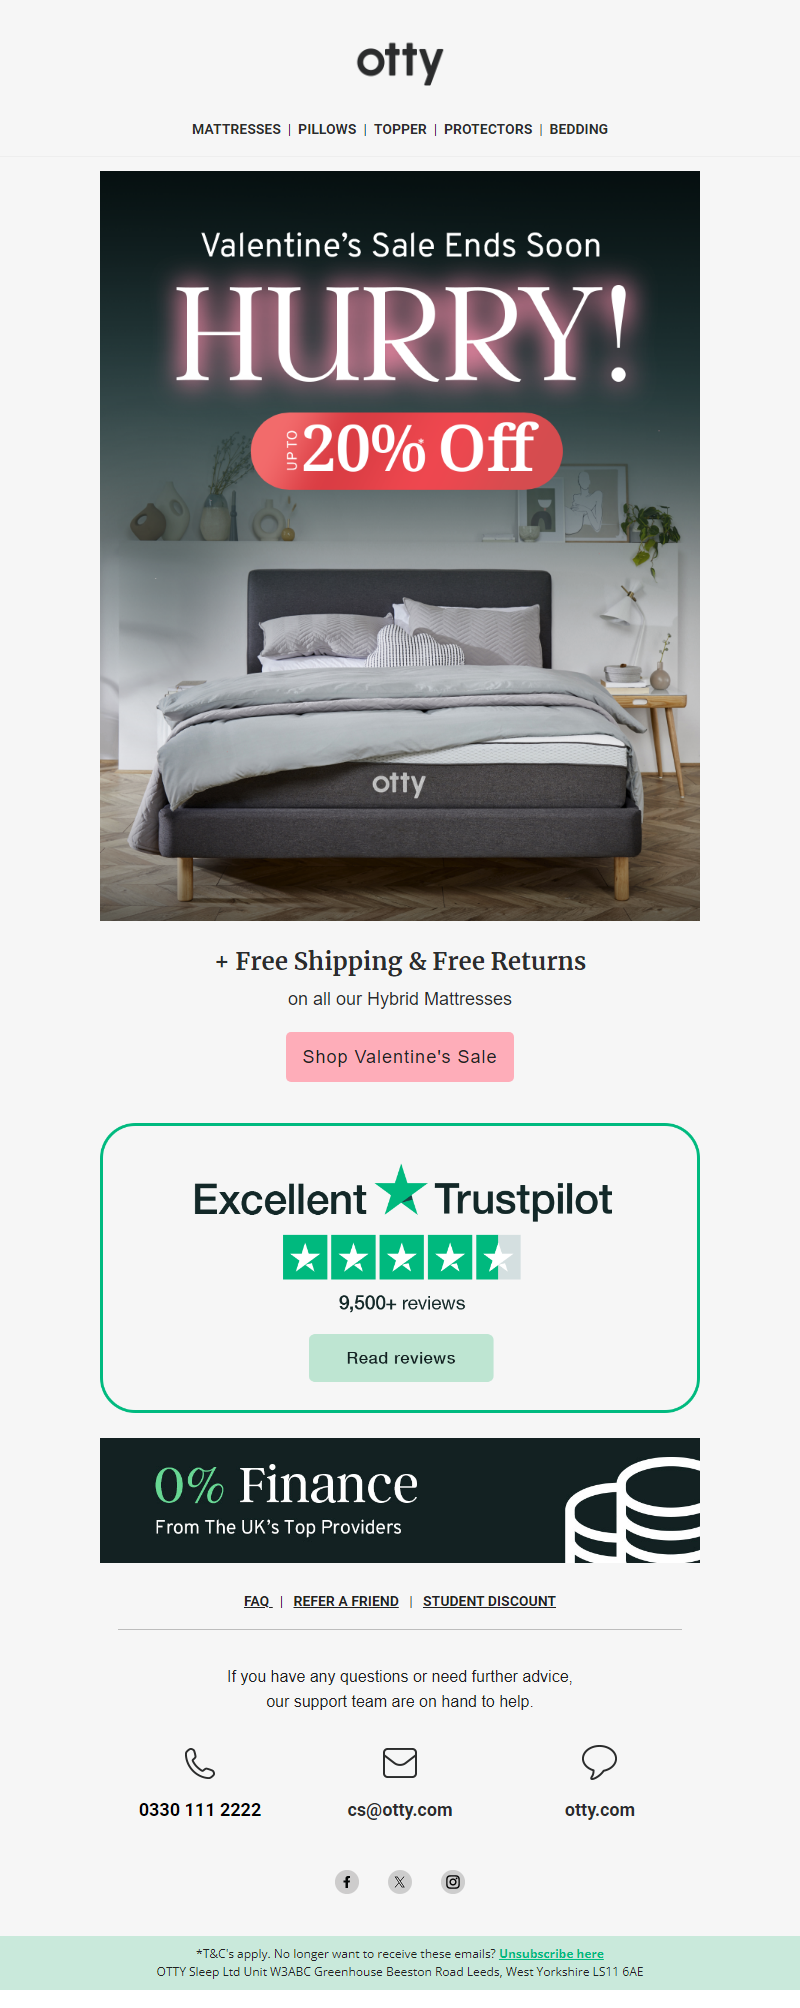 otty
MATTRESSES | PILLOWS | TOPPER | PROTECTORS | BEDDING
Valentine's Sale Ends Soon
HURRY!
UP TO 20%* Off
otty
+ Free Shipping & Free Returns
on all our Hybrid Mattresses
Shop Valentine's Sale
Excellent Trustpilot
9,500+ reviews
Read reviews
0% Finance
From The UK's Top Providers
FAQ | REFER A FRIEND | STUDENT DISCOUNT
If you have any questions or need further advice,
our support team are on hand to help.
0330 111 2222 cs@otty.com otty.com
*T&C's apply. No longer want to receive these emails? Unsubscribe here
OTTY Sleep Ltd Unit W3ABC Greenhouse Beeston Road Leeds, West Yorkshire LS11 6AE